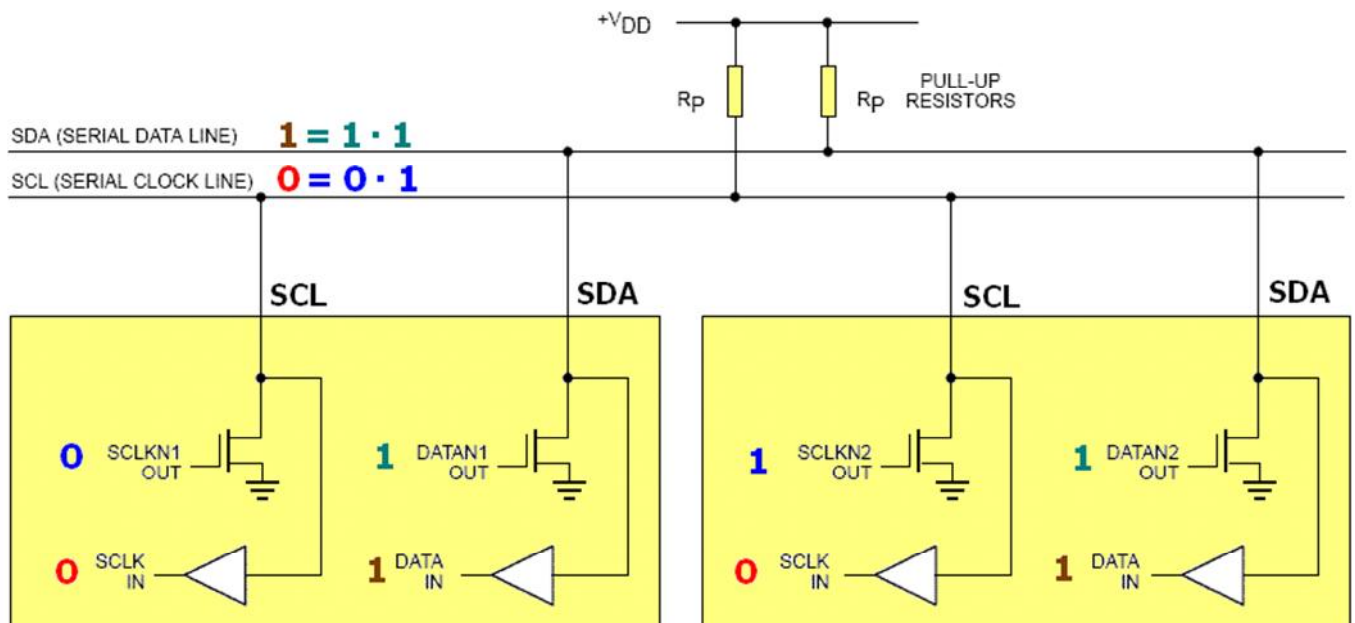 +VDD
RP
RP
PULL-UP
RESISTORS
SDA (SERIAL DATA LINE) 1 = 1 · 1
SCL (SERIAL CLOCK LINE) 0 = 0 · 1
SCL
SDA
SCL
SDA
0 SCLKN1
OUT
1 DATAN1
OUT
1 SCLKN2
OUT
1 DATAN2
OUT
0 SCLK
IN
1 DATA
IN
0 SCLK
IN
1 DATA
IN